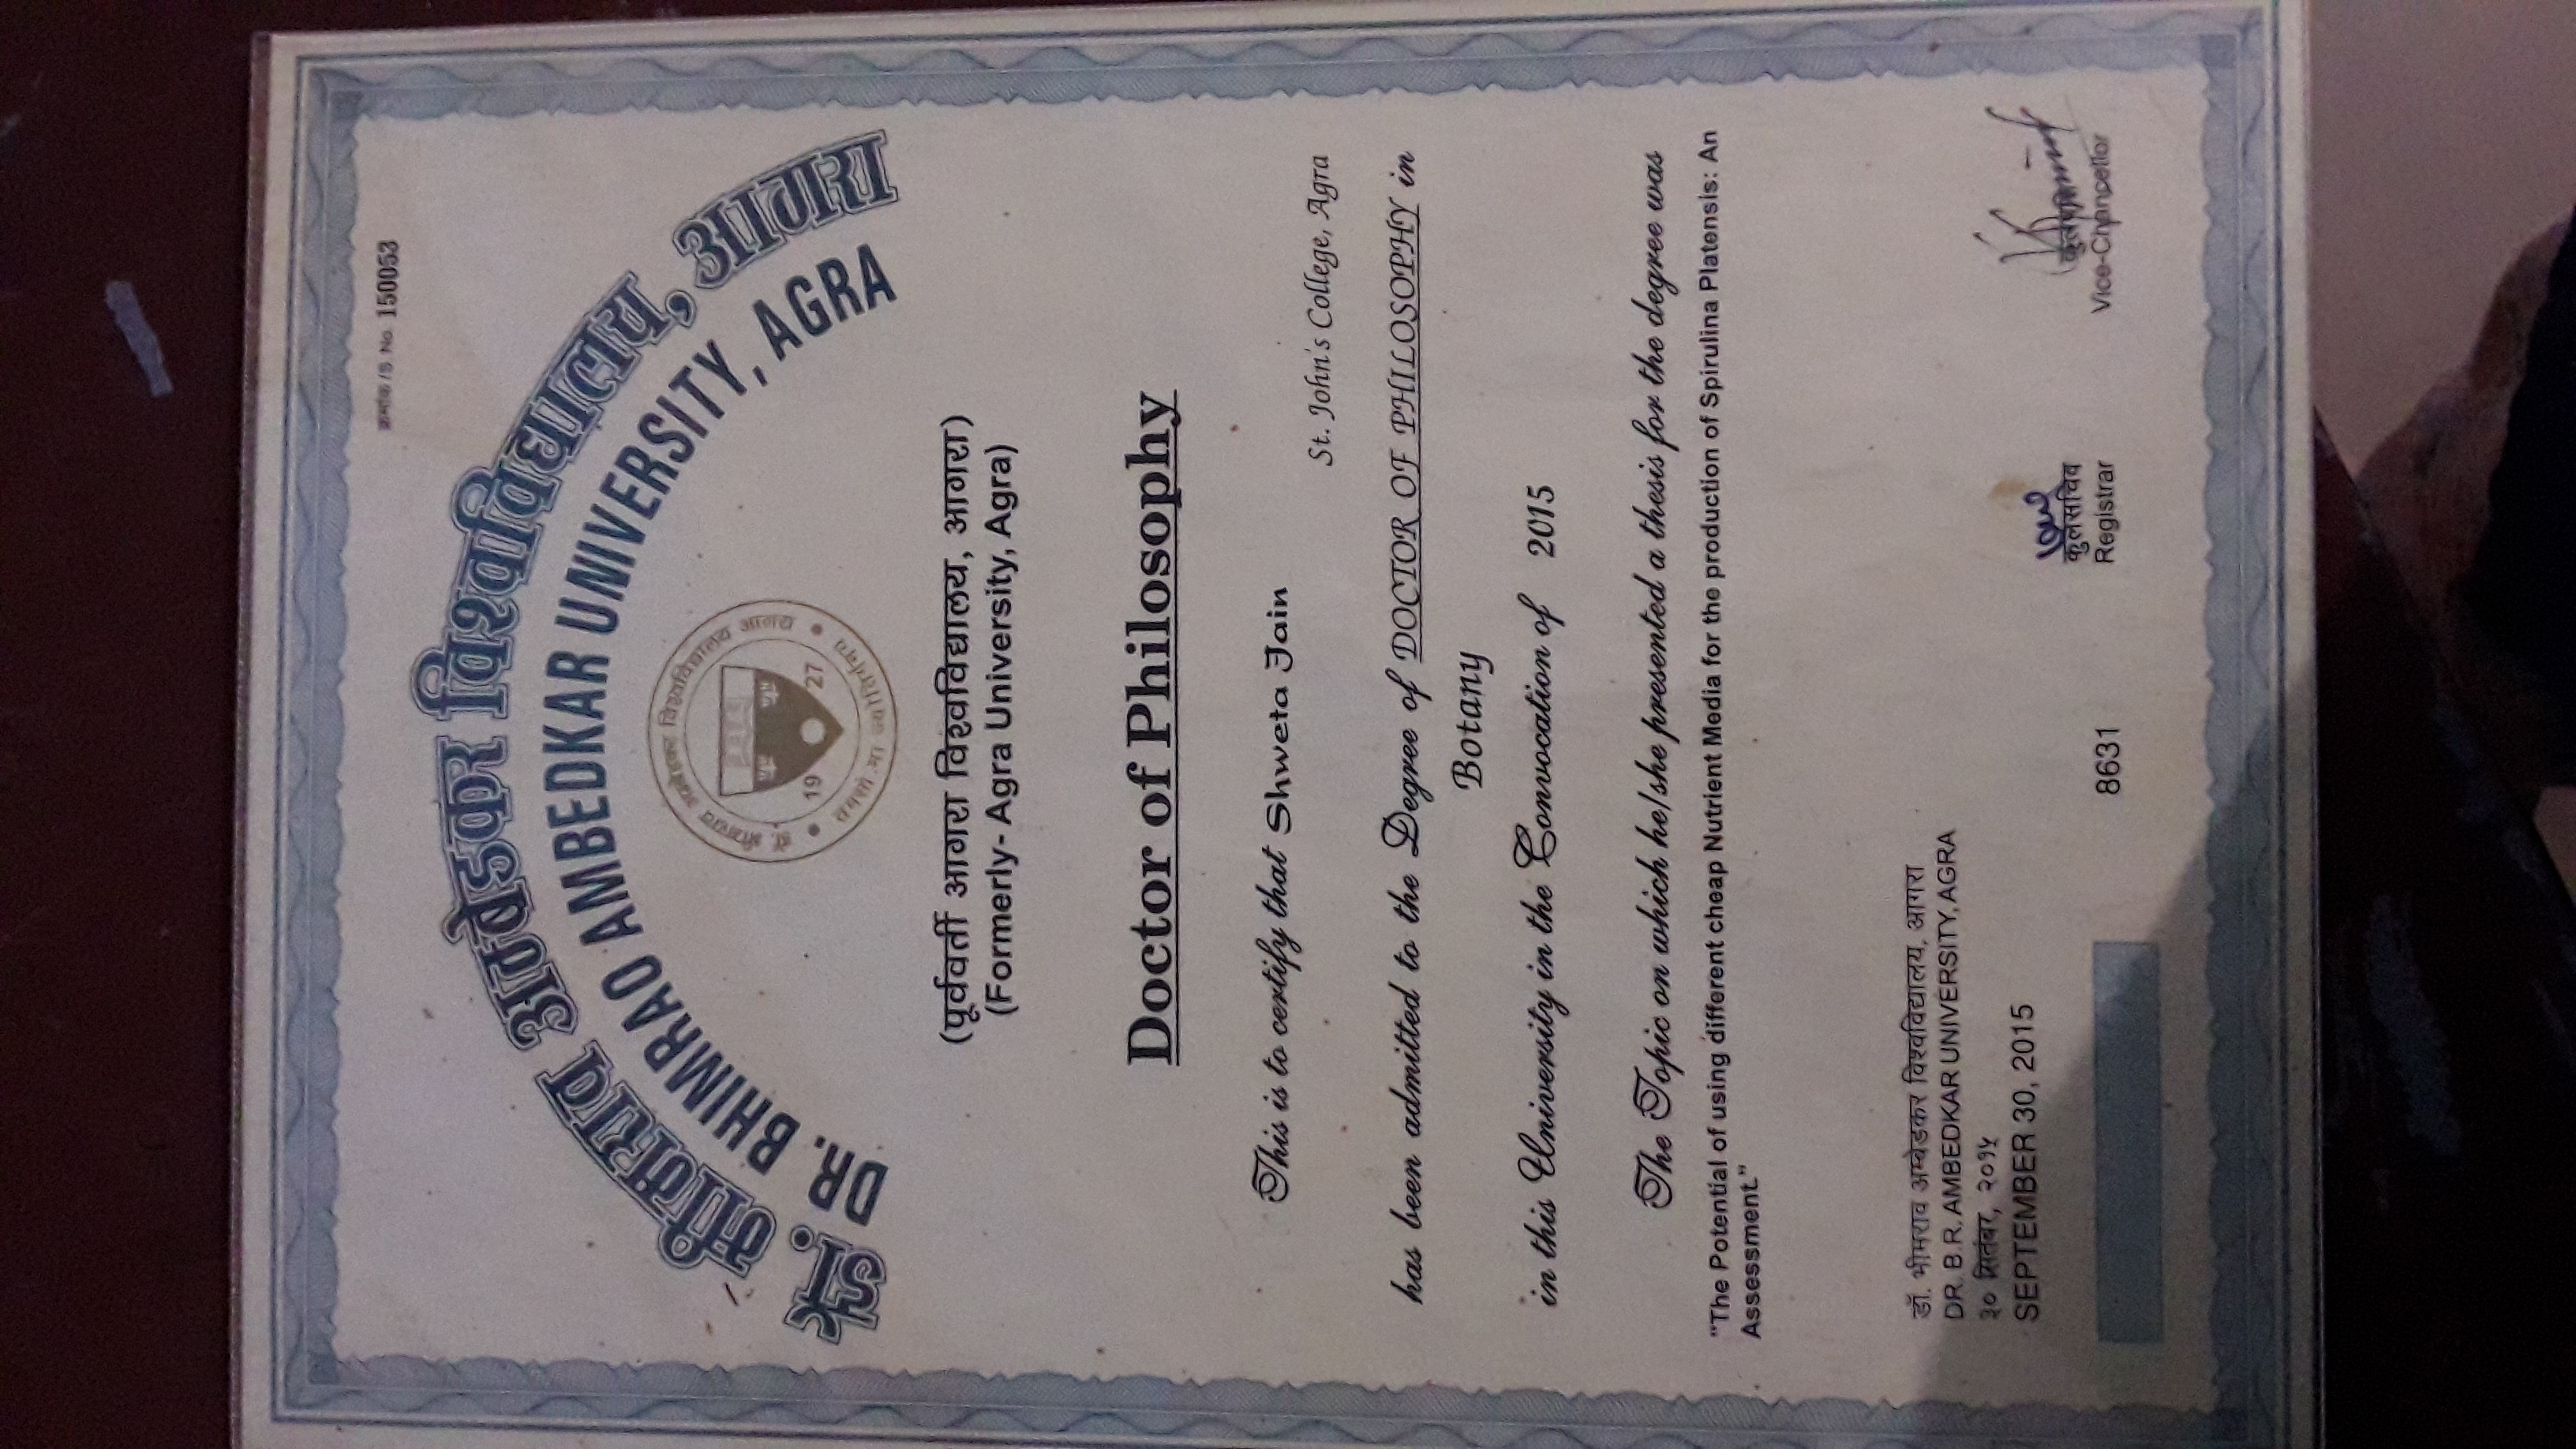 क्रमांक / S. No. 150053
डॉ. भीमराव अम्बेडकर विश्वविद्यालय, आगरा
DR. BHIMRAO AMBEDKAR UNIVERSITY, AGRA
19 27
(पूर्ववर्ती आगरा विश्वविद्यालय, आगरा)
(Formerly- Agra University, Agra)
Doctor of Philosophy
This is to certify that Shweta Jain
St. John's College, Agra
has been admitted to the Degree of DOCTOR OF PHILOSOPHY in
Botany
in this University in the Convocation of 2015
The Topic on which he/she presented a thesis for the degree was
"The Potential of using different cheap Nutrient Media for the production of Spirulina Platensis: An
Assessment."
डॉ. भीमराव अम्बेडकर विश्वविद्यालय, आगरा
DR. B.R. AMBEDKAR UNIVERSITY, AGRA
३० सितंबर, २०१५
SEPTEMBER 30, 2015
8631
कुलसचिव
Registrar
Vice-Chancellor